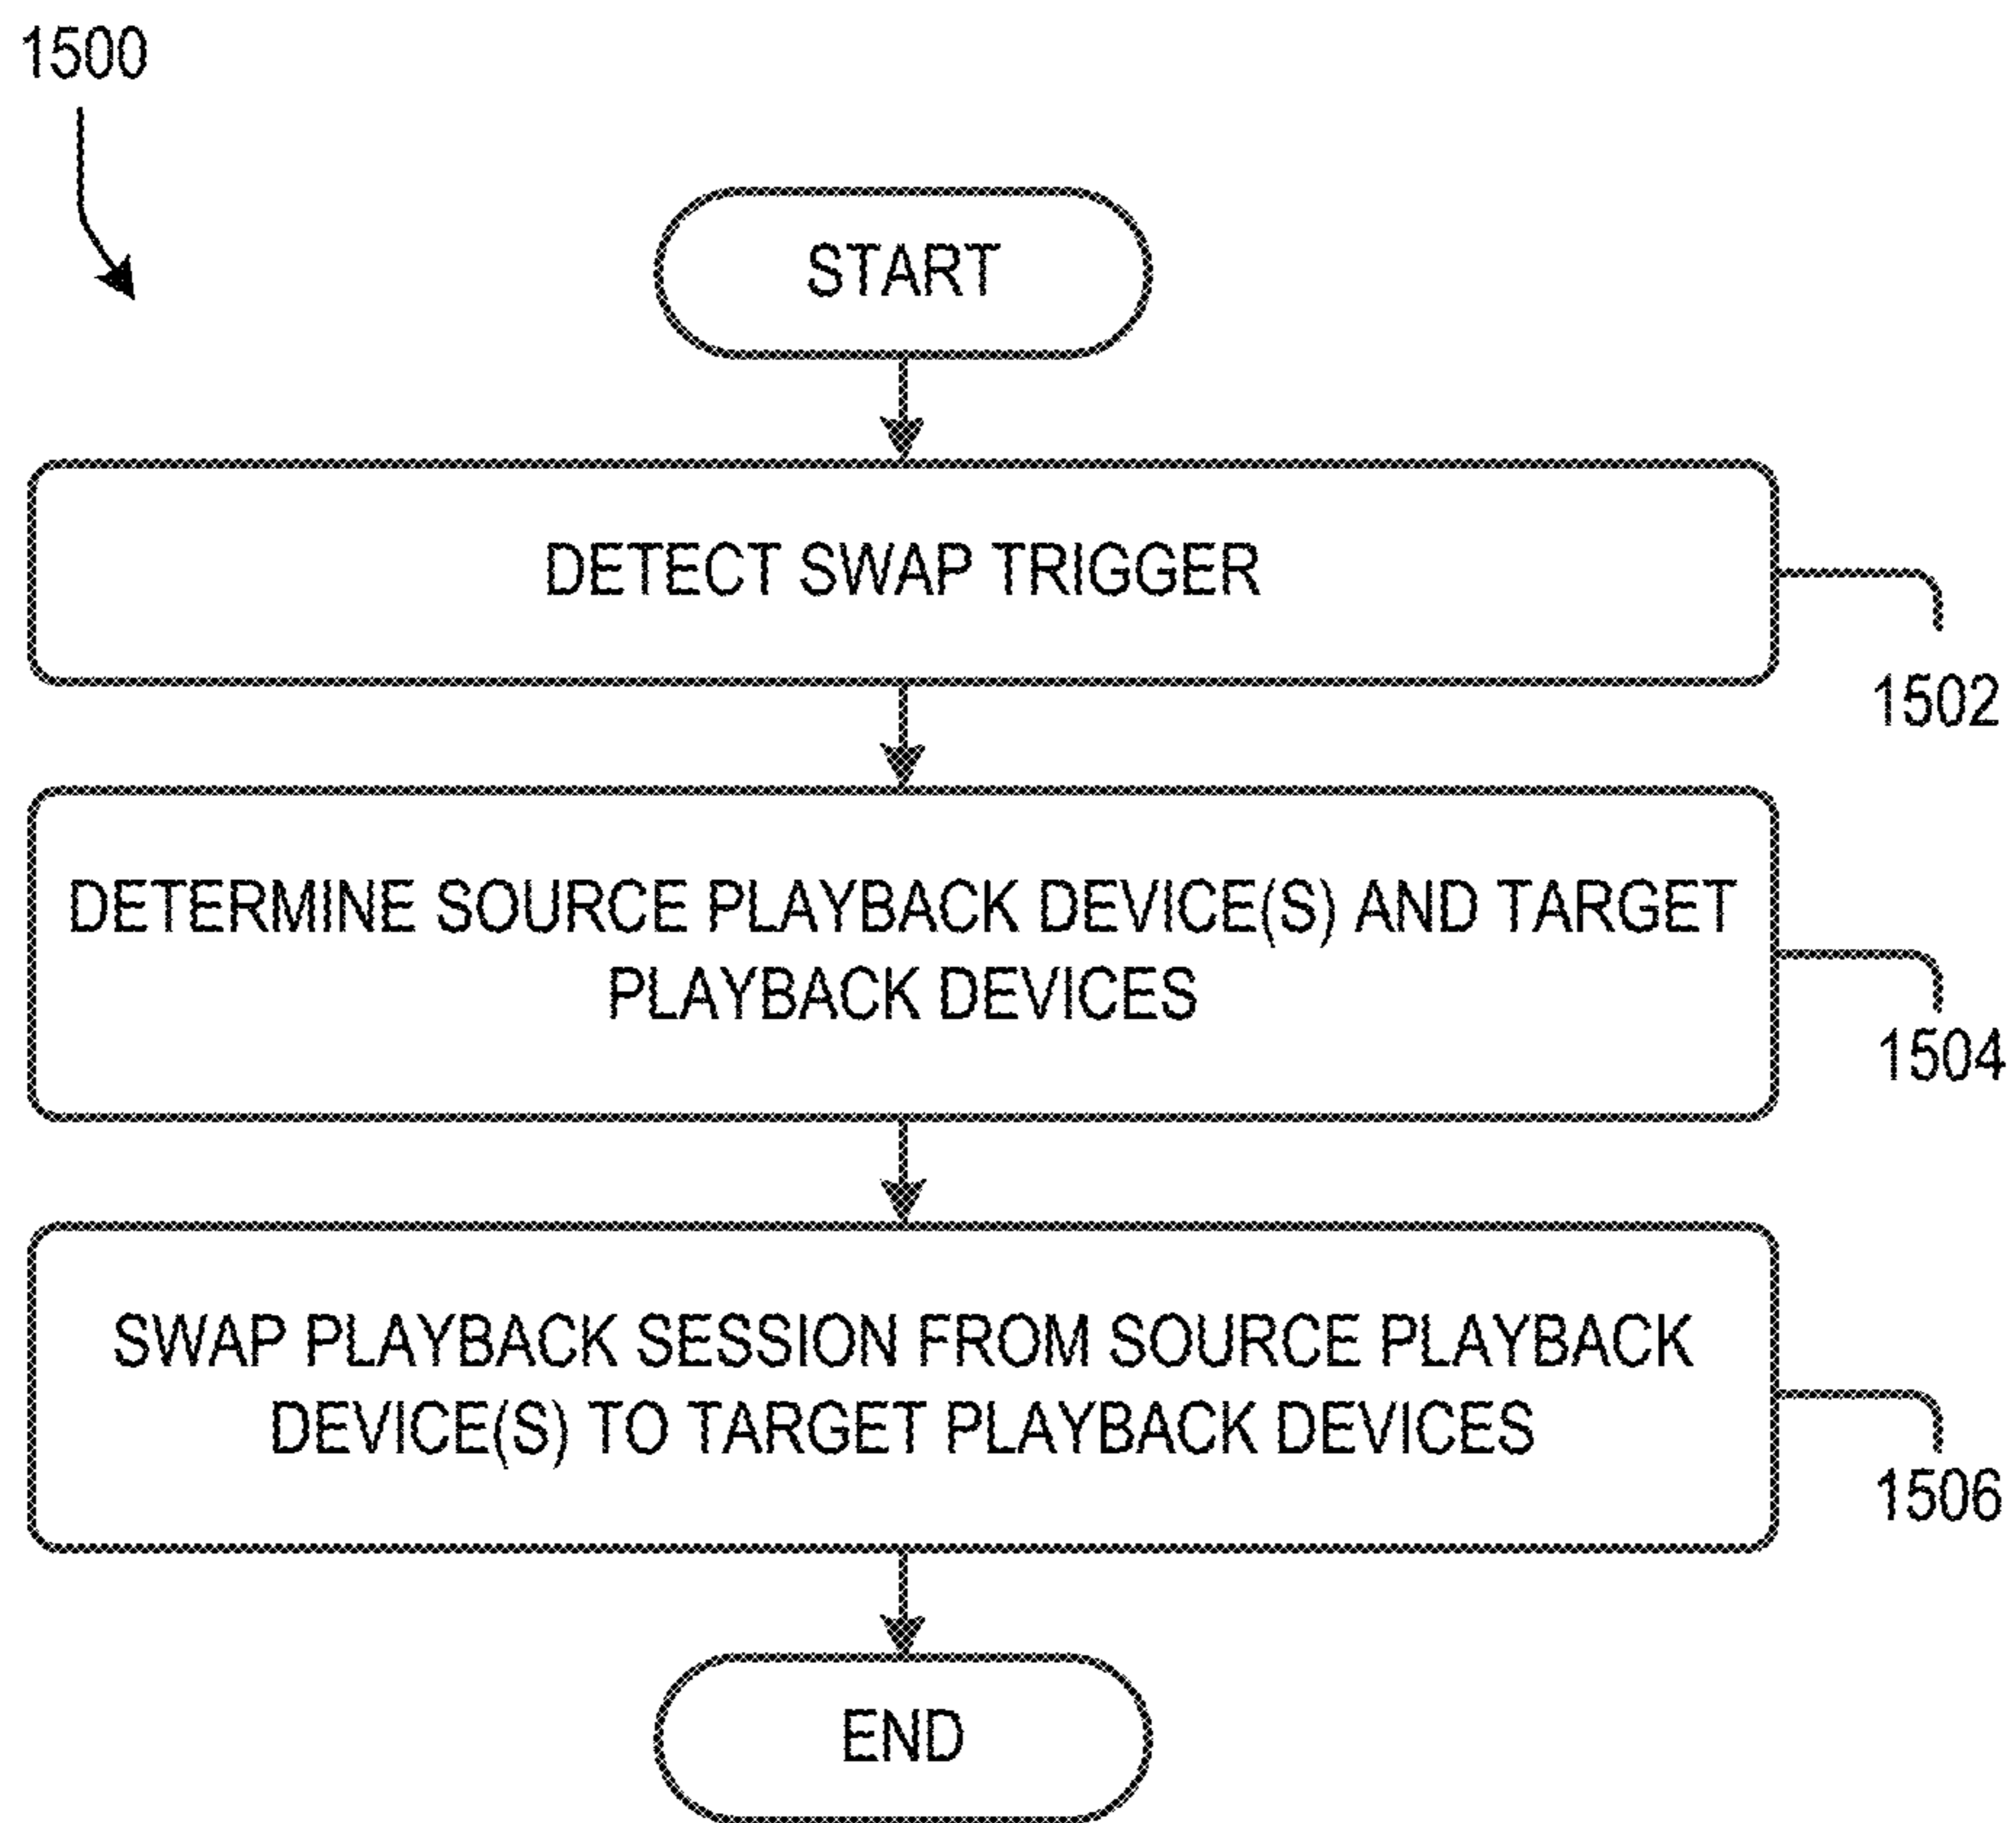 1500
START
DETECT SWAP TRIGGER
1502
DETERMINE SOURCE PLAYBACK DEVICE(S) AND TARGET
PLAYBACK DEVICES
1504
SWAP PLAYBACK SESSION FROM SOURCE PLAYBACK
DEVICE(S) TO TARGET PLAYBACK DEVICES
1506
END